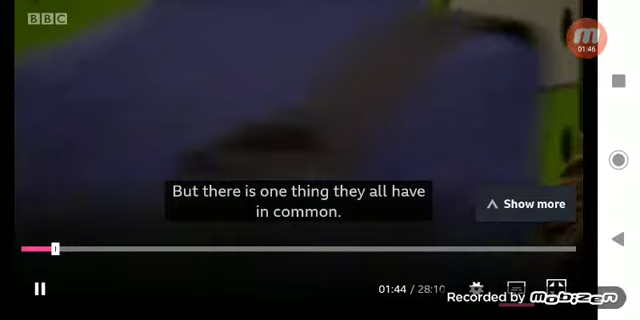 BBC
01:46
But there is one thing they all have
in common.
Show more
01:44 / 28:10
Recorded by mobizen